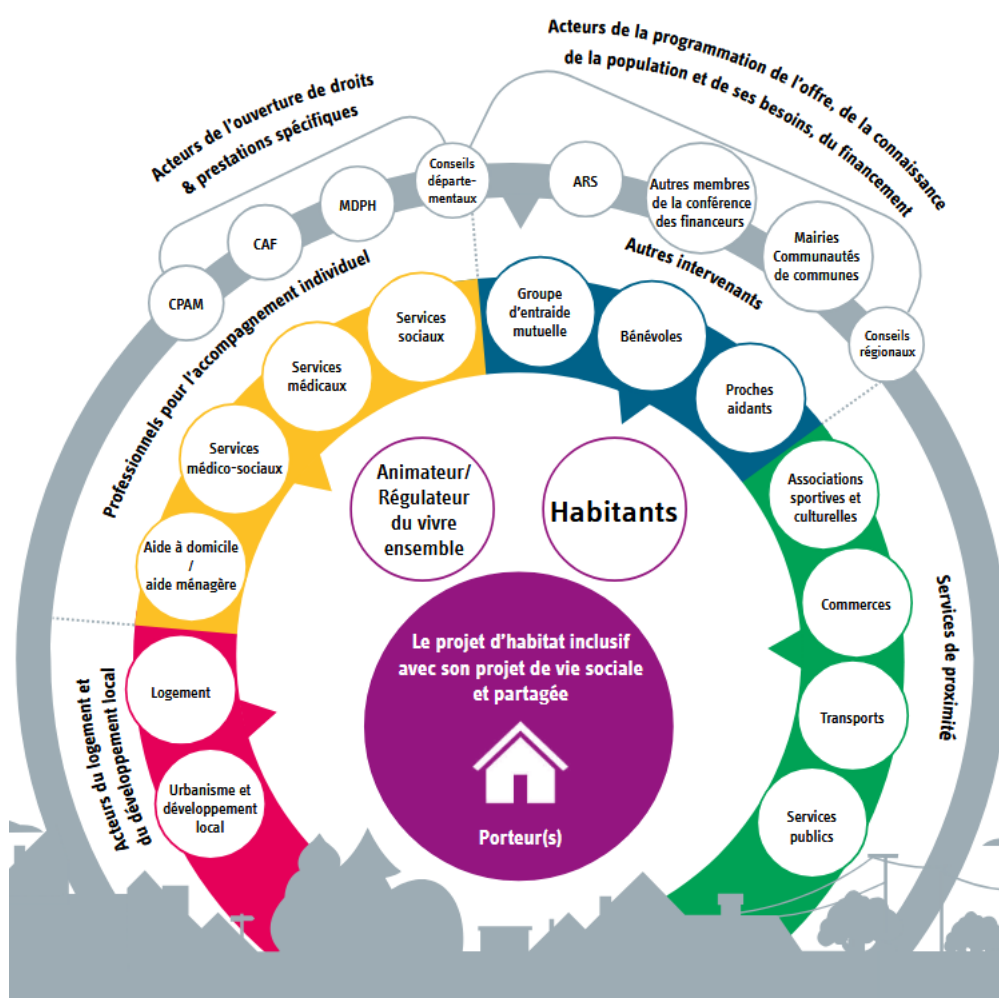 Acteurs de l'ouverture de droits
& prestations spécifiques
Acteurs de la programmation de l'offre, de la connaissance
de la population et de ses besoins, du financement
CPAM
CAF
MDPH
Conseils
départe-
mentaux
ARS
Autres membres
de la conférence
des financeurs
Mairies
Communautés
de communes
Conseils
régionaux
Professionnels pour l'accompagnement individuel
Autres intervenants
Services
sociaux
Services
médicaux
Services
médico-sociaux
Aide à domicile
/
aide ménagère
Groupe
d'entraide
mutuelle
Bénévoles
Proches
aidants
Associations
sportives et
culturelles
Commerces
Transports
Services
publics
Services de proximité
Acteurs du logement et
du développement local
Logement
Urbanisme et
développement
local
Animateur/
Régulateur
du vivre
ensemble
Habitants
Le projet d'habitat inclusif
avec son projet de vie sociale
et partagée
Porteur(s)